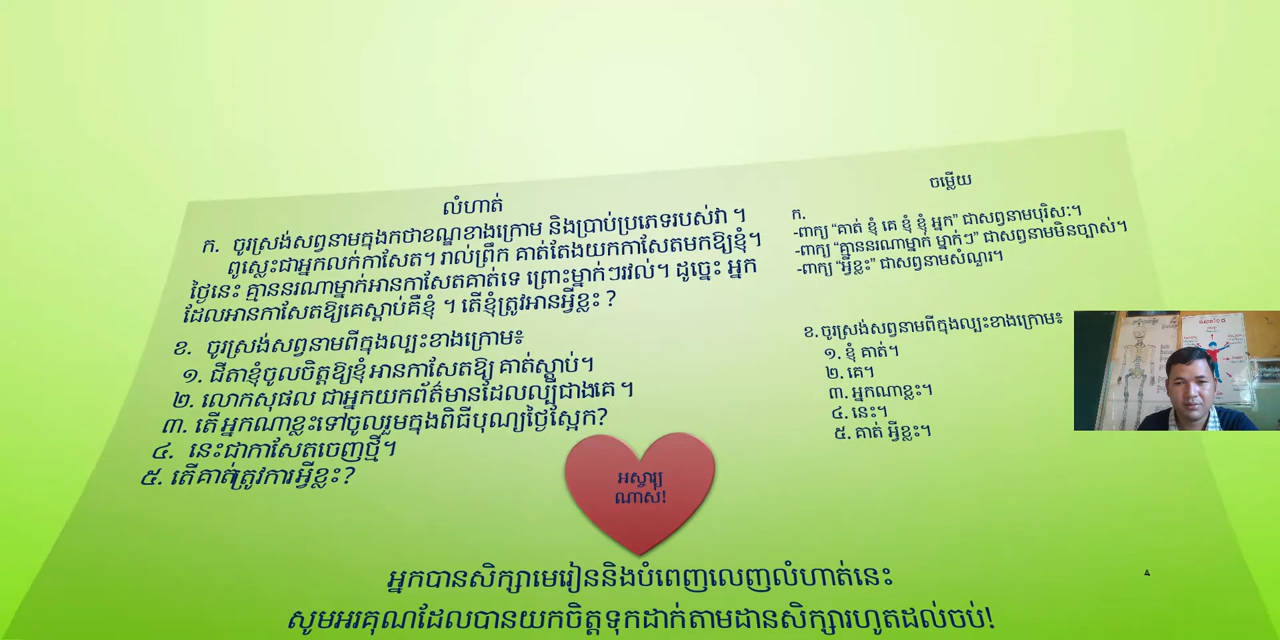 លំហាត់
ក. ចូរស្រង់សព្វនាមក្នុងកថាខណ្ឌខាងក្រោម និងប្រាប់ប្រភេទរបស់វា ។
ពូស្លេះជាអ្នកលក់កាសែត។ រាល់ព្រឹក គាត់តែងយកកាសែតមកឱ្យខ្ញុំ។
ថ្ងៃនេះ គ្មាននរណាម្នាក់អានកាសែតគាត់ទេ ព្រោះម្នាក់ៗរវល់។ ដូច្នេះ អ្នក
ដែលអានកាសែតឱ្យគេស្តាប់គឺខ្ញុំ ។ តើខ្ញុំត្រូវអានអ្វីខ្លះ ?
ខ. ចូរស្រង់សព្វនាមពីក្នុងល្បះខាងក្រោម៖
១. ជីតាខ្ញុំចូលចិត្តឱ្យខ្ញុំអានកាសែតឱ្យ គាត់ស្តាប់។
២. លោកសុផល ជាអ្នកយកព័ត៌មានដែលល្បីជាងគេ ។
៣. តើអ្នកណាខ្លះទៅចូលរួមក្នុងពិធីបុណ្យថ្ងៃស្អែក?
៤. នេះជាកាសែតចេញថ្មី។
៥. តើគាត់ត្រូវការអ្វីខ្លះ?
ចម្លើយ
ក.
-ពាក្យ “គាត់ ខ្ញុំ គេ ខ្ញុំ ខ្ញុំ អ្នក” ជាសព្វនាមបុរិសៈ។
-ពាក្យ “គ្មាននរណាម្នាក់ ម្នាក់ៗ” ជាសព្វនាមមិនច្បាស់។
-ពាក្យ “អ្វីខ្លះ” ជាសព្វនាមសំណួរ។
ខ. ចូរស្រង់សព្វនាមពីក្នុងល្បះខាងក្រោម៖
១. ខ្ញុំ គាត់។
២. គេ។
៣. អ្នកណាខ្លះ។
៤. នេះ។
៥. គាត់ អ្វីខ្លះ។
អស្ចារ្យ
ណាស់!
អ្នកបានសិក្សាមេរៀននិងបំពេញលេញលំហាត់នេះ
សូមអរគុណដែលបានយកចិត្តទុកដាក់តាមដានសិក្សារហូតដល់ចប់!
4